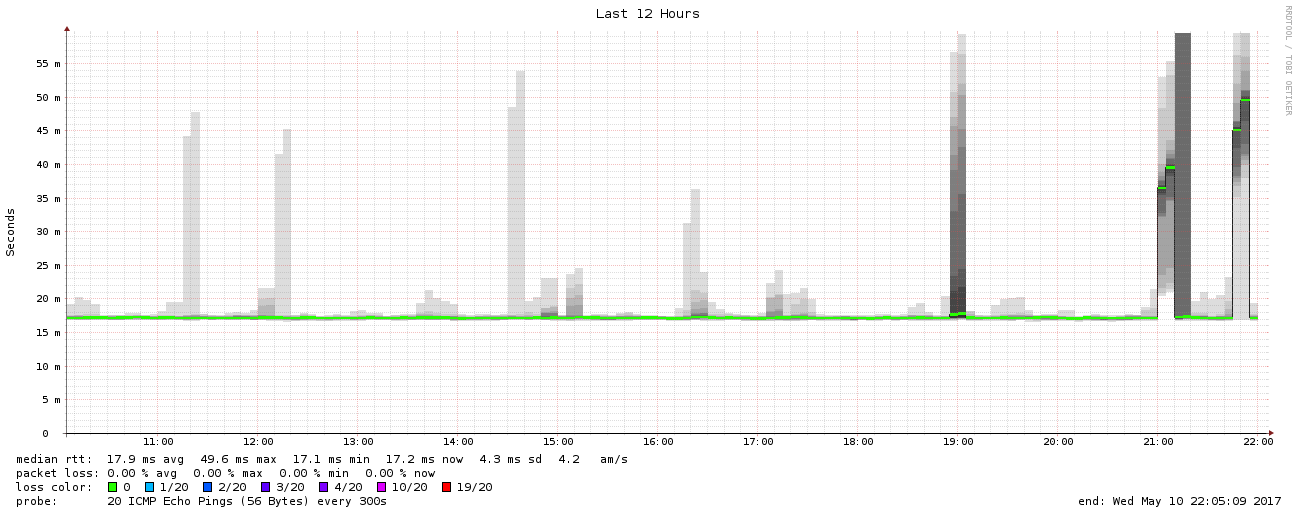 Last 12 Hours
RRDTOOL / TOBI OETIKER
Seconds
55 m
50 m
45 m
40 m
35 m
30 m
25 m
20 m
15 m
10 m
5 m
0
11:00 12:00 13:00 14:00 15:00 16:00 17:00 18:00 19:00 20:00 21:00 22:00
median rtt: 17.9 ms avg 49.6 ms max 17.1 ms min 17.2 ms now 4.3 ms sd 4.2 am/s
packet loss: 0.00 % avg 0.00 % max 0.00 % min 0.00 % now
loss color: 0 1/20 2/20 3/20 4/20 10/20 19/20
probe: 20 ICMP Echo Pings (56 Bytes) every 300s end: Wed May 10 22:05:09 2017